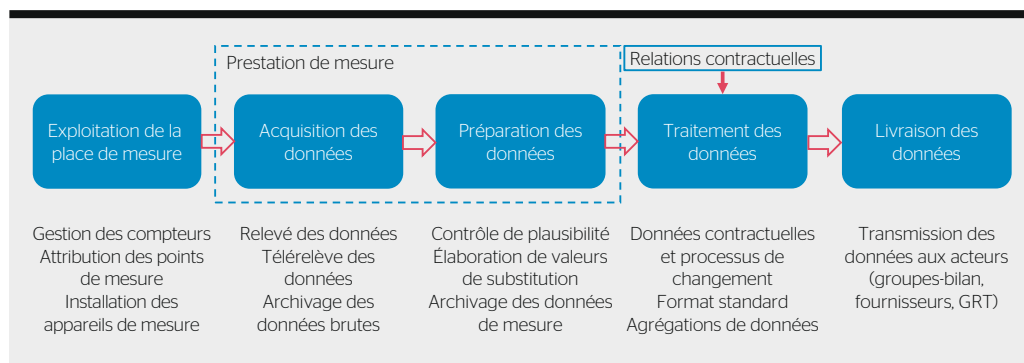 Prestation de mesure
Relations contractuelles
Exploitation de la
place de mesure
Acquisition des
données
Préparation des
données
Traitement des
données
Livraison des
données
Gestion des compteurs
Attribution des points
de mesure
Installation des
appareils de mesure
Relevé des données
Télérelève des
données
Archivage des
données brutes
Contrôle de plausibilité
Élaboration de valeurs
de substitution
Archivage des données
de mesure
Données contractuelles
et processus de
changement
Format standard
Agrégations de données
Transmission des
données aux acteurs
(groupes-bilan,
fournisseurs, GRT)